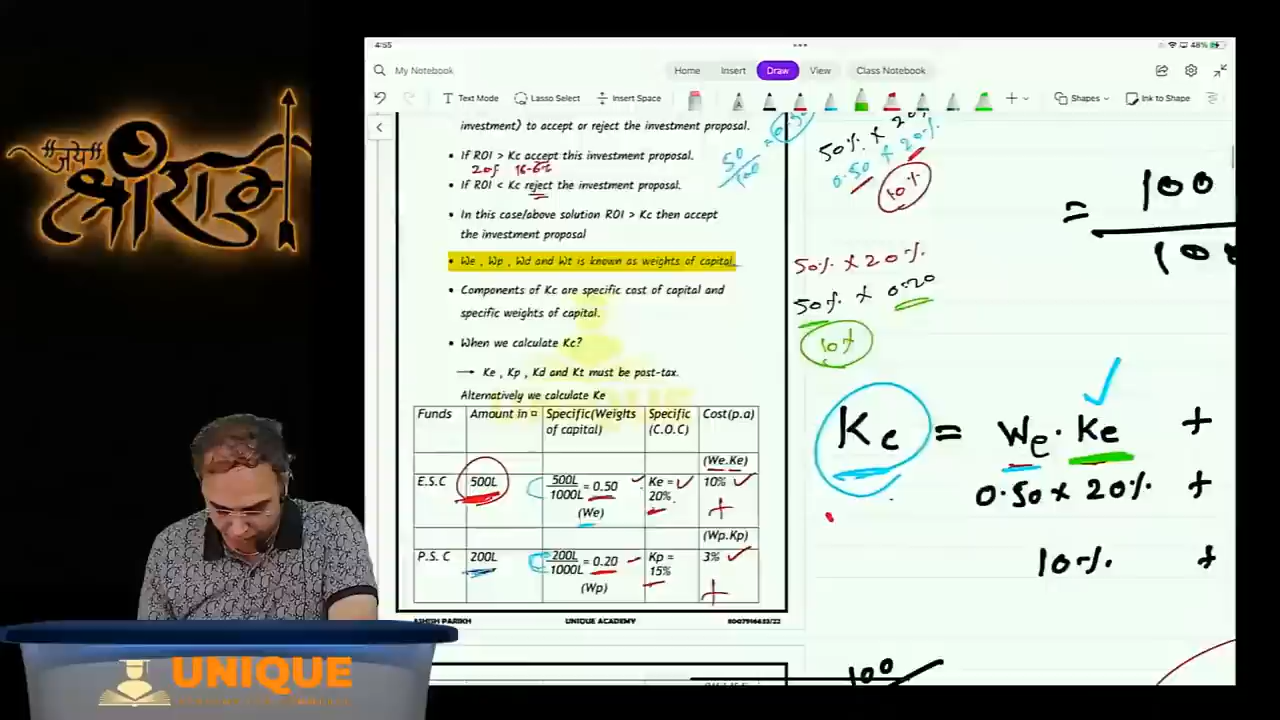 "जय"
श्रीराम
UNIQUE
4:55
48%
My Notebook
Home Insert Draw View Class Notebook
Text Mode Lasso Select Insert Space Shapes Ink to Shape
investment) to accept or reject the investment proposal.
• If ROI > Kc accept this investment proposal.
• If ROI < Kc reject the investment proposal.
• In this case/above solution ROI > Kc then accept
the investment proposal
• We , Wp , Wd and Wt is known as weights of capital.
• Components of Kc are specific cost of capital and
specific weights of capital.
• When we calculate Kc?
→ Ke , Kp , Kd and Kt must be post-tax.
Alternatively we calculate Ke
Funds Amount in ¤ Specific(Weights of capital) Specific (C.O.C) Cost(p.a)
(We.Ke)
E.S.C 500L 500L/1000L = 0.50 (We) Ke = 20% 10%
+
(Wp.Kp)
P.S. C 200L 200L/1000L = 0.20 (Wp) Kp = 15% 3%
+
ASHISH PARIKH UNIQUE ACADEMY
50/100
50% x 20%
0.50 x 20%
10%
50% x 20%
50% x 0.20
10%
= 100
Kc = We . Ke +
0.50 x 20% +
10% +
100